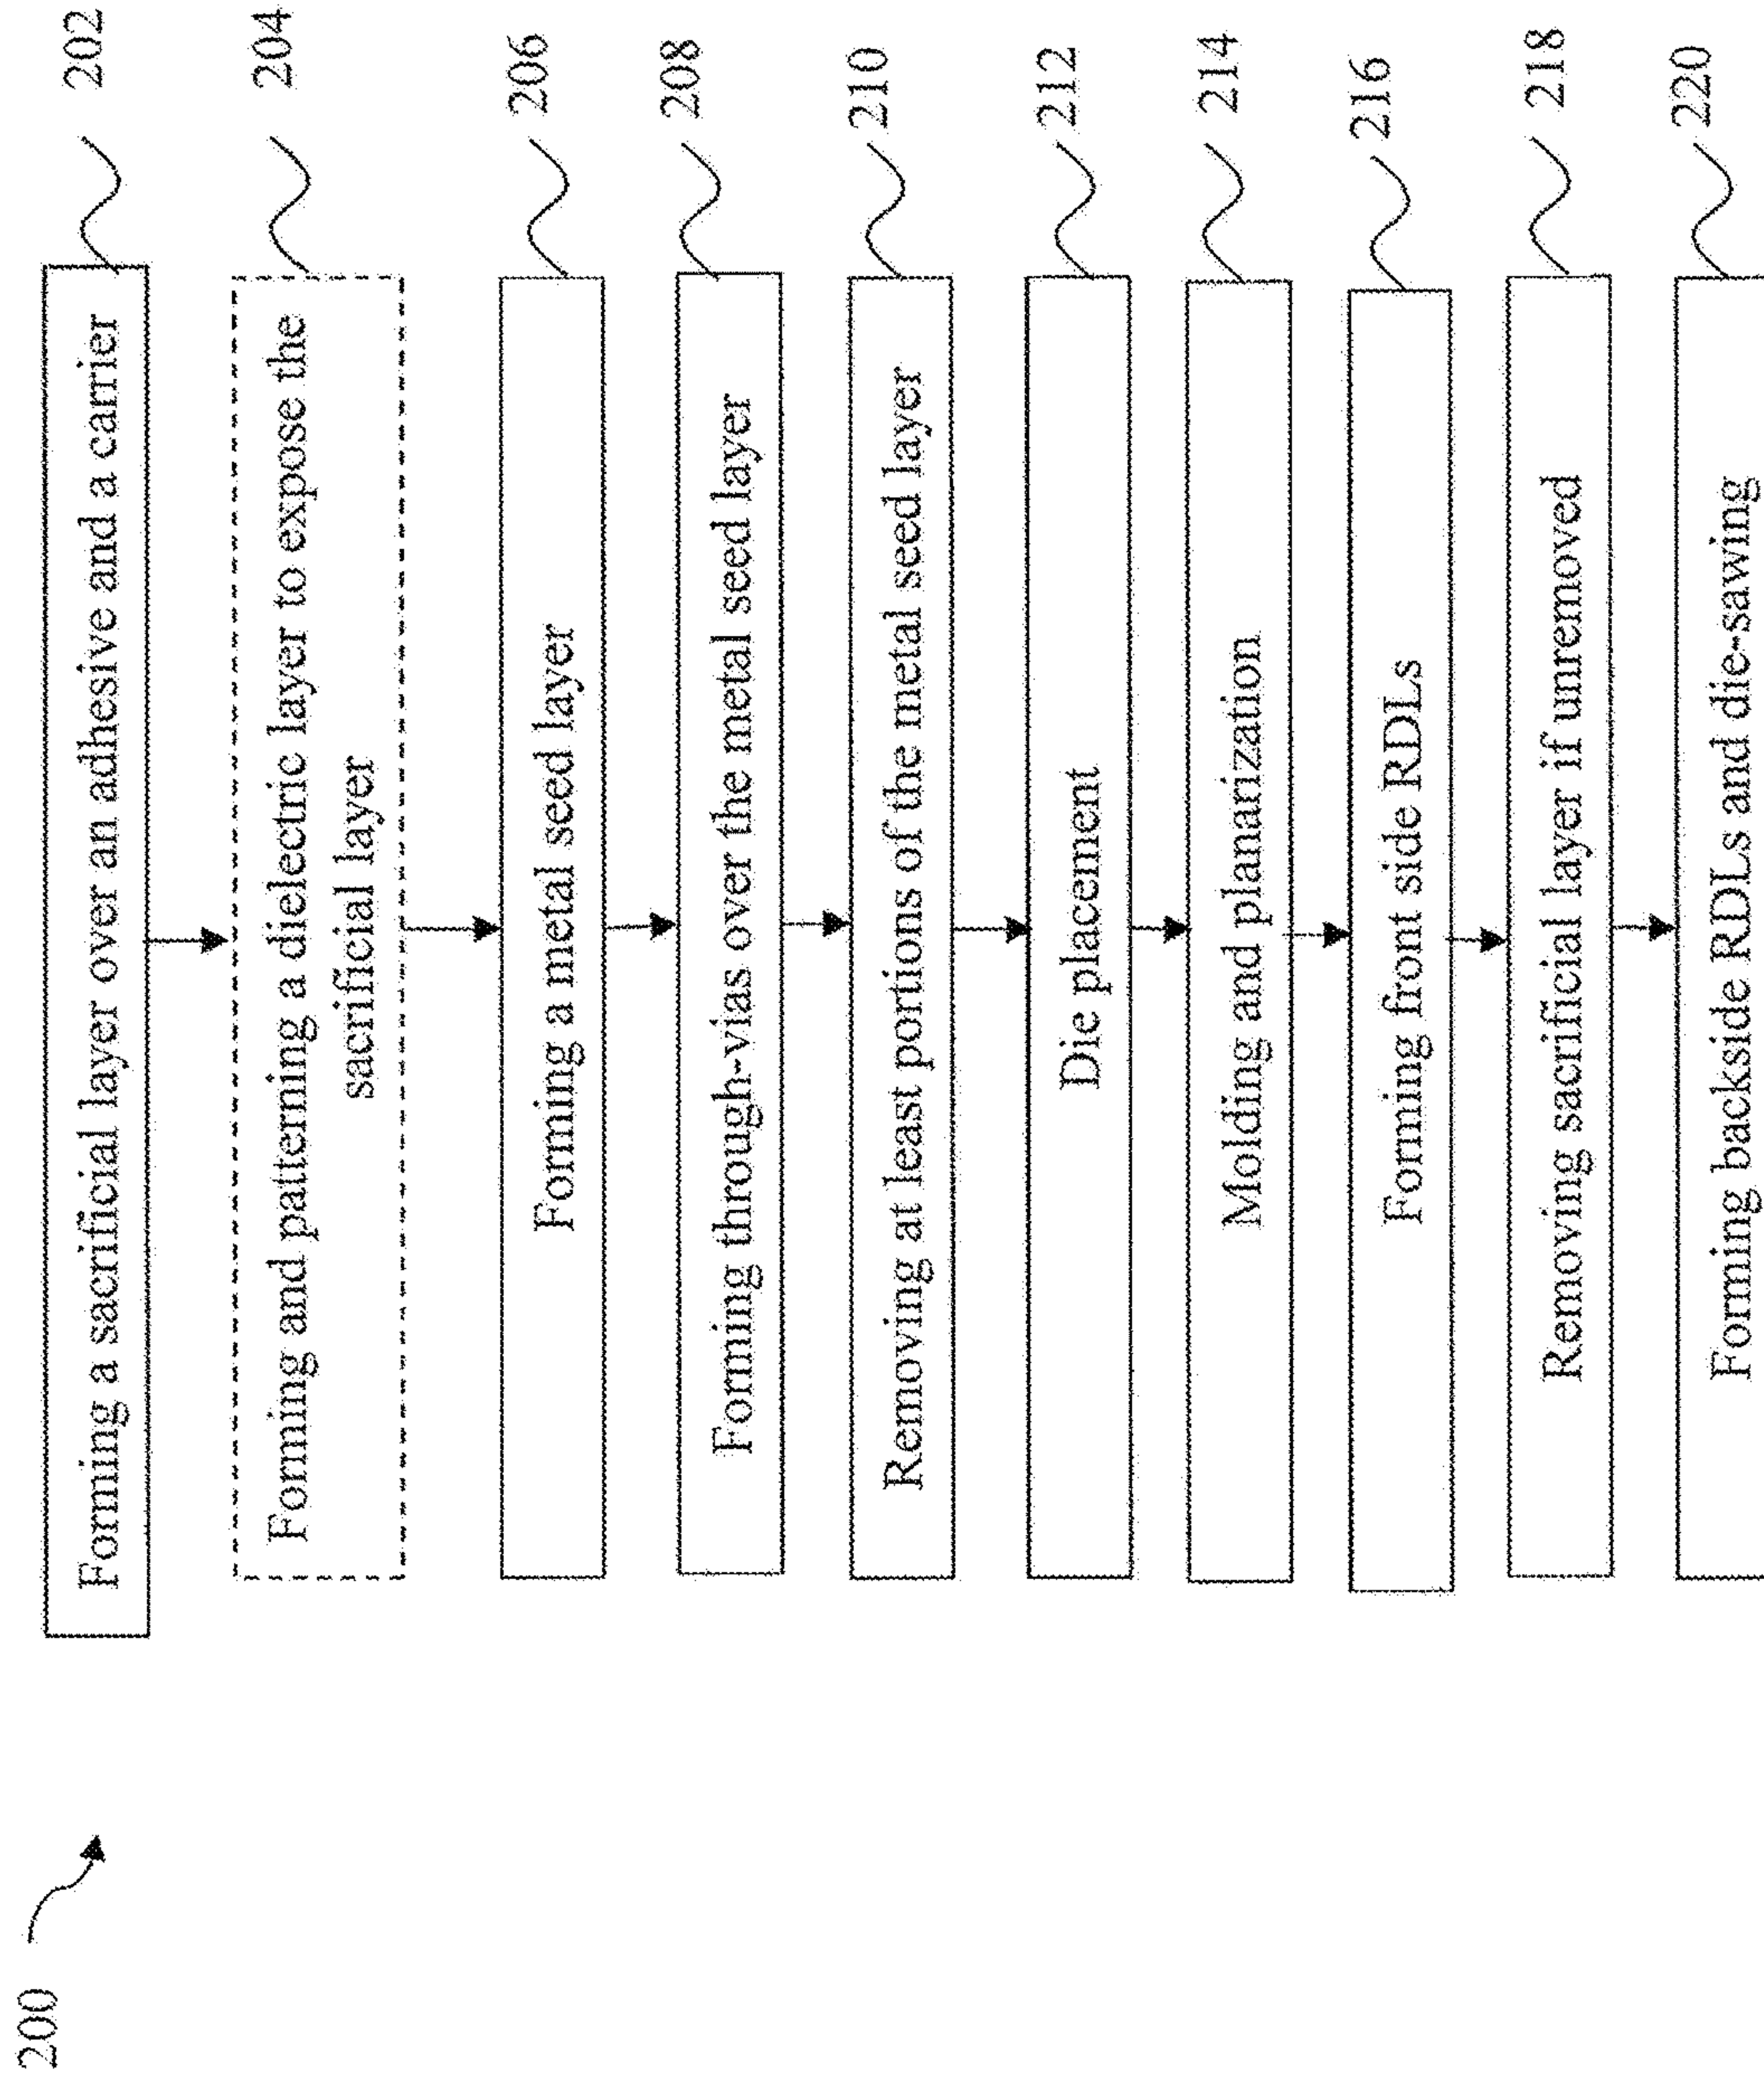 200
Forming a sacrificial layer over an adhesive and a carrier
202
Forming and patterning a dielectric layer to expose the
sacrificial layer
204
Forming a metal seed layer
206
Forming through-vias over the metal seed layer
208
Removing at least portions of the metal seed layer
210
Die placement
212
Molding and planarization
214
Forming front side RDLs
216
Removing sacrificial layer if unremoved
218
Forming backside RDLs and die-sawing
220